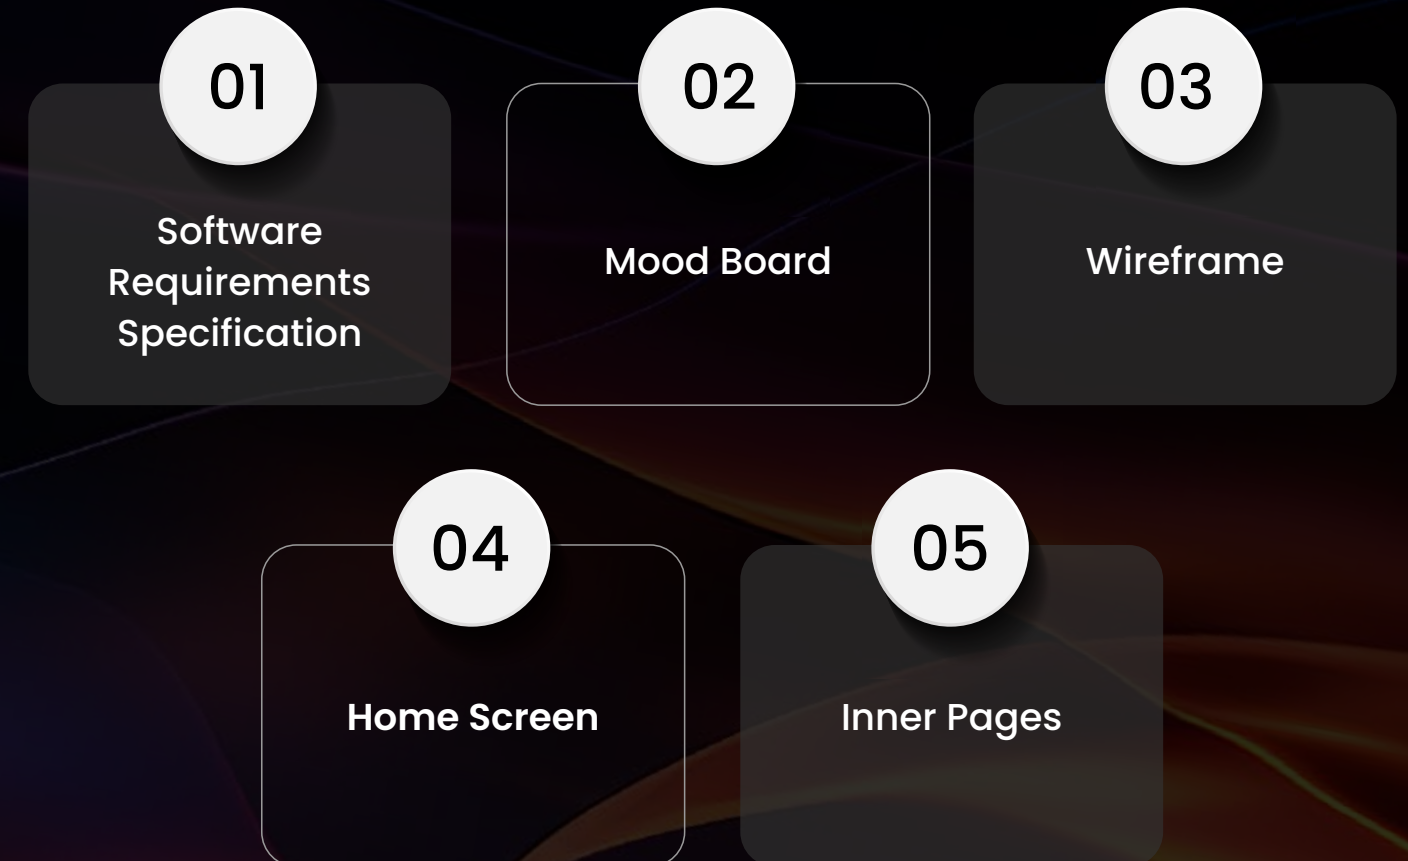 01
Software
Requirements
Specification
02
Mood Board
03
Wireframe
04
Home Screen
05
Inner Pages